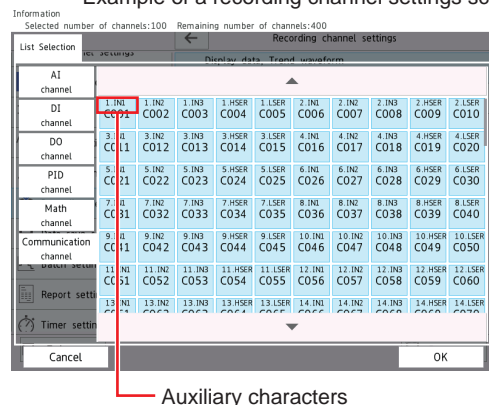 Example of a recording channel settings sc
Information
Selected number of channels:100 Remaining number of channels:400
List Selection
Recording channel settings
Display data, Trend waveform
AI
channel
DI
channel
DO
channel
PID
channel
Math
channel
Communication
channel
1.IN1 1.IN2 1.IN3 1.HSER 1.LSER 2.IN1 2.IN2 2.IN3 2.HSER 2.LSER
C001 C002 C003 C004 C005 C006 C007 C008 C009 C010
3.IN1 3.IN2 3.IN3 3.HSER 3.LSER 4.IN1 4.IN2 4.IN3 4.HSER 4.LSER
C011 C012 C013 C014 C015 C016 C017 C018 C019 C020
5.IN1 5.IN2 5.IN3 5.HSER 5.LSER 6.IN1 6.IN2 6.IN3 6.HSER 6.LSER
C021 C022 C023 C024 C025 C026 C027 C028 C029 C030
7.IN1 7.IN2 7.IN3 7.HSER 7.LSER 8.IN1 8.IN2 8.IN3 8.HSER 8.LSER
C031 C032 C033 C034 C035 C036 C037 C038 C039 C040
9.IN1 9.IN2 9.IN3 9.HSER 9.LSER 10.IN1 10.IN2 10.IN3 10.HSER 10.LSER
C041 C042 C043 C044 C045 C046 C047 C048 C049 C050
11.IN1 11.IN2 11.IN3 11.HSER 11.LSER 12.IN1 12.IN2 12.IN3 12.HSER 12.LSER
C051 C052 C053 C054 C055 C056 C057 C058 C059 C060
13.IN1 13.IN2 13.IN3 13.HSER 13.LSER 14.IN1 14.IN2 14.IN3 14.HSER 14.LSER
Report setti
Timer settin
Cancel
OK
Auxiliary characters